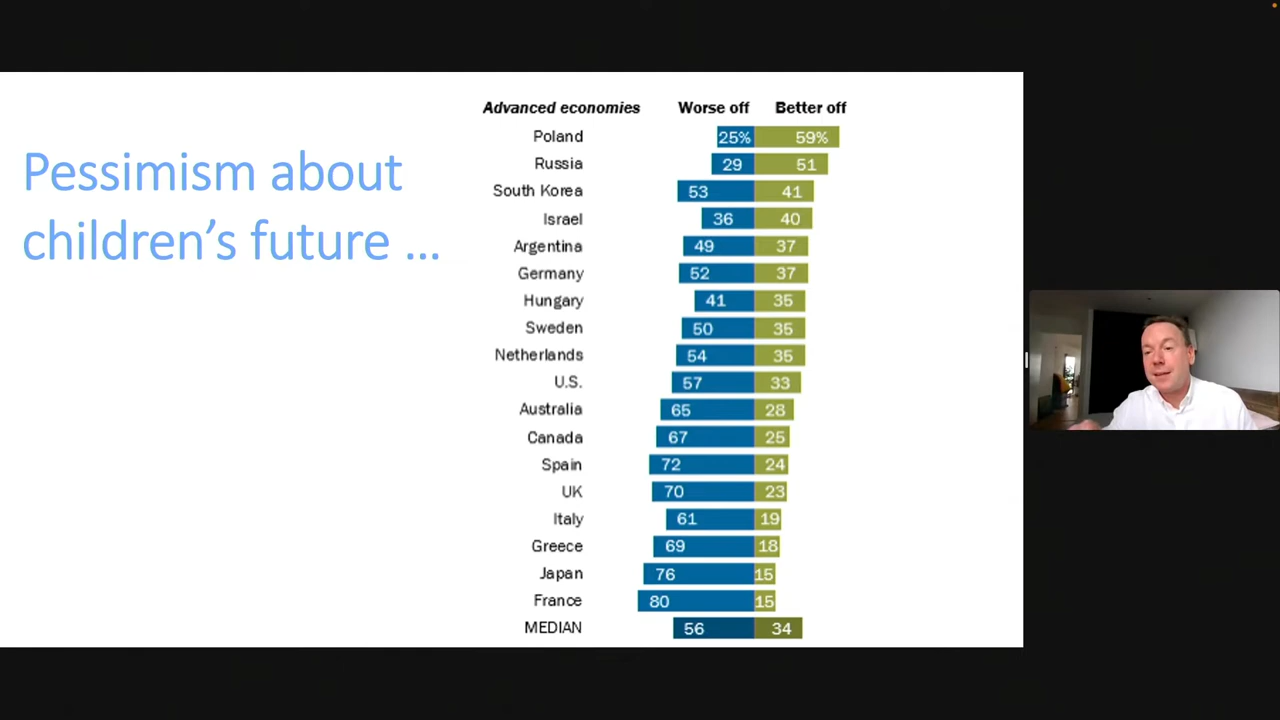 Pessimism about
children's future ...
Advanced economies Worse off Better off
Poland 25% 59%
Russia 29 51
South Korea 53 41
Israel 36 40
Argentina 49 37
Germany 52 37
Hungary 41 35
Sweden 50 35
Netherlands 54 35
U.S. 57 33
Australia 65 28
Canada 67 25
Spain 72 24
UK 70 23
Italy 61 19
Greece 69 18
Japan 76 15
France 80 15
MEDIAN 56 34